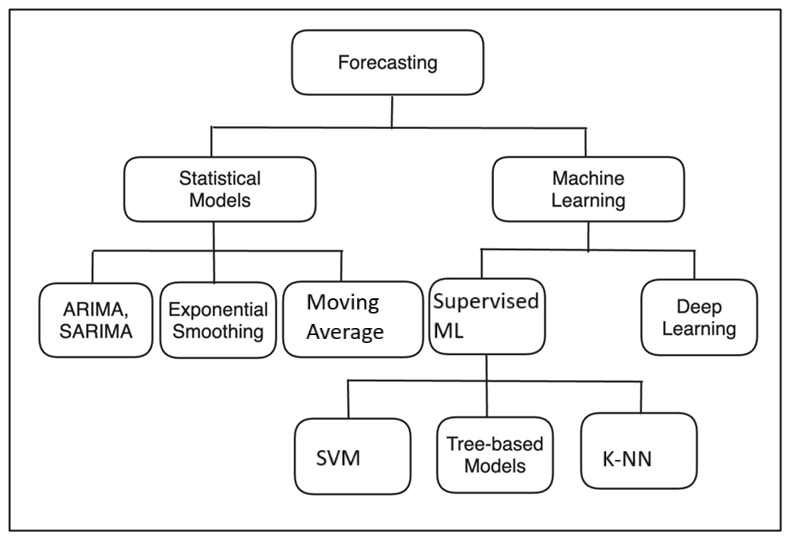 Forecasting
Statistical
Models
Machine
Learning
ARIMA,
SARIMA
Exponential
Smoothing
Moving
Average
Supervised
ML
Deep
Learning
SVM
Tree-based
Models
K-NN